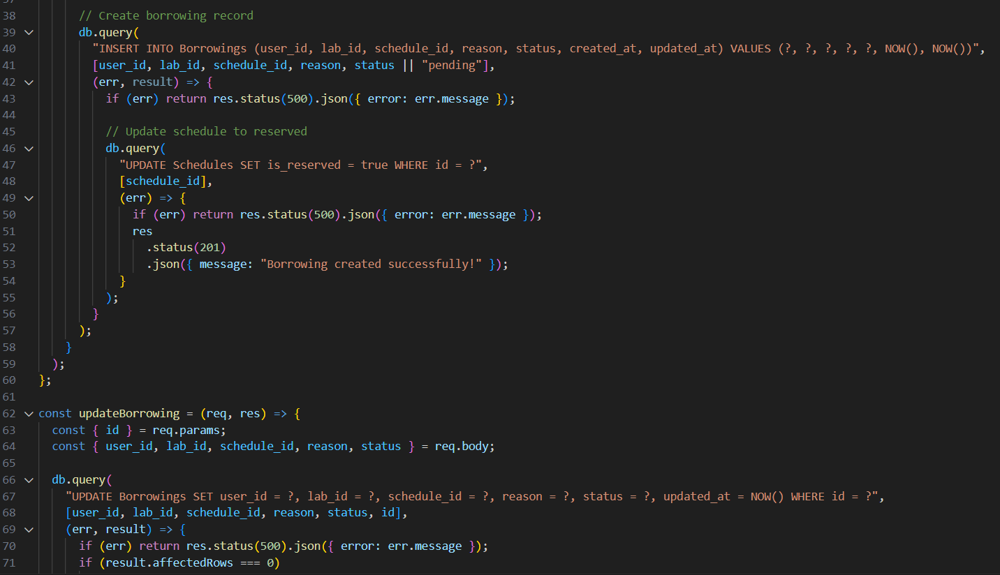 38 // Create borrowing record
39 db.query(
40 "INSERT INTO Borrowings (user_id, lab_id, schedule_id, reason, status, created_at, updated_at) VALUES (?, ?, ?, ?, ?, NOW(), NOW())",
41 [user_id, lab_id, schedule_id, reason, status || "pending"],
42 (err, result) => {
43 if (err) return res.status(500).json({ error: err.message });
44
45 // Update schedule to reserved
46 db.query(
47 "UPDATE Schedules SET is_reserved = true WHERE id = ?",
48 [schedule_id],
49 (err) => {
50 if (err) return res.status(500).json({ error: err.message });
51 res
52 .status(201)
53 .json({ message: "Borrowing created successfully!" });
54 }
55 );
56 }
57 );
58 }
59 );
60 };
61
62 const updateBorrowing = (req, res) => {
63 const { id } = req.params;
64 const { user_id, lab_id, schedule_id, reason, status } = req.body;
65
66 db.query(
67 "UPDATE Borrowings SET user_id = ?, lab_id = ?, schedule_id = ?, reason = ?, status = ?, updated_at = NOW() WHERE id = ?",
68 [user_id, lab_id, schedule_id, reason, status, id],
69 (err, result) => {
70 if (err) return res.status(500).json({ error: err.message });
71 if (result.affectedRows === 0)